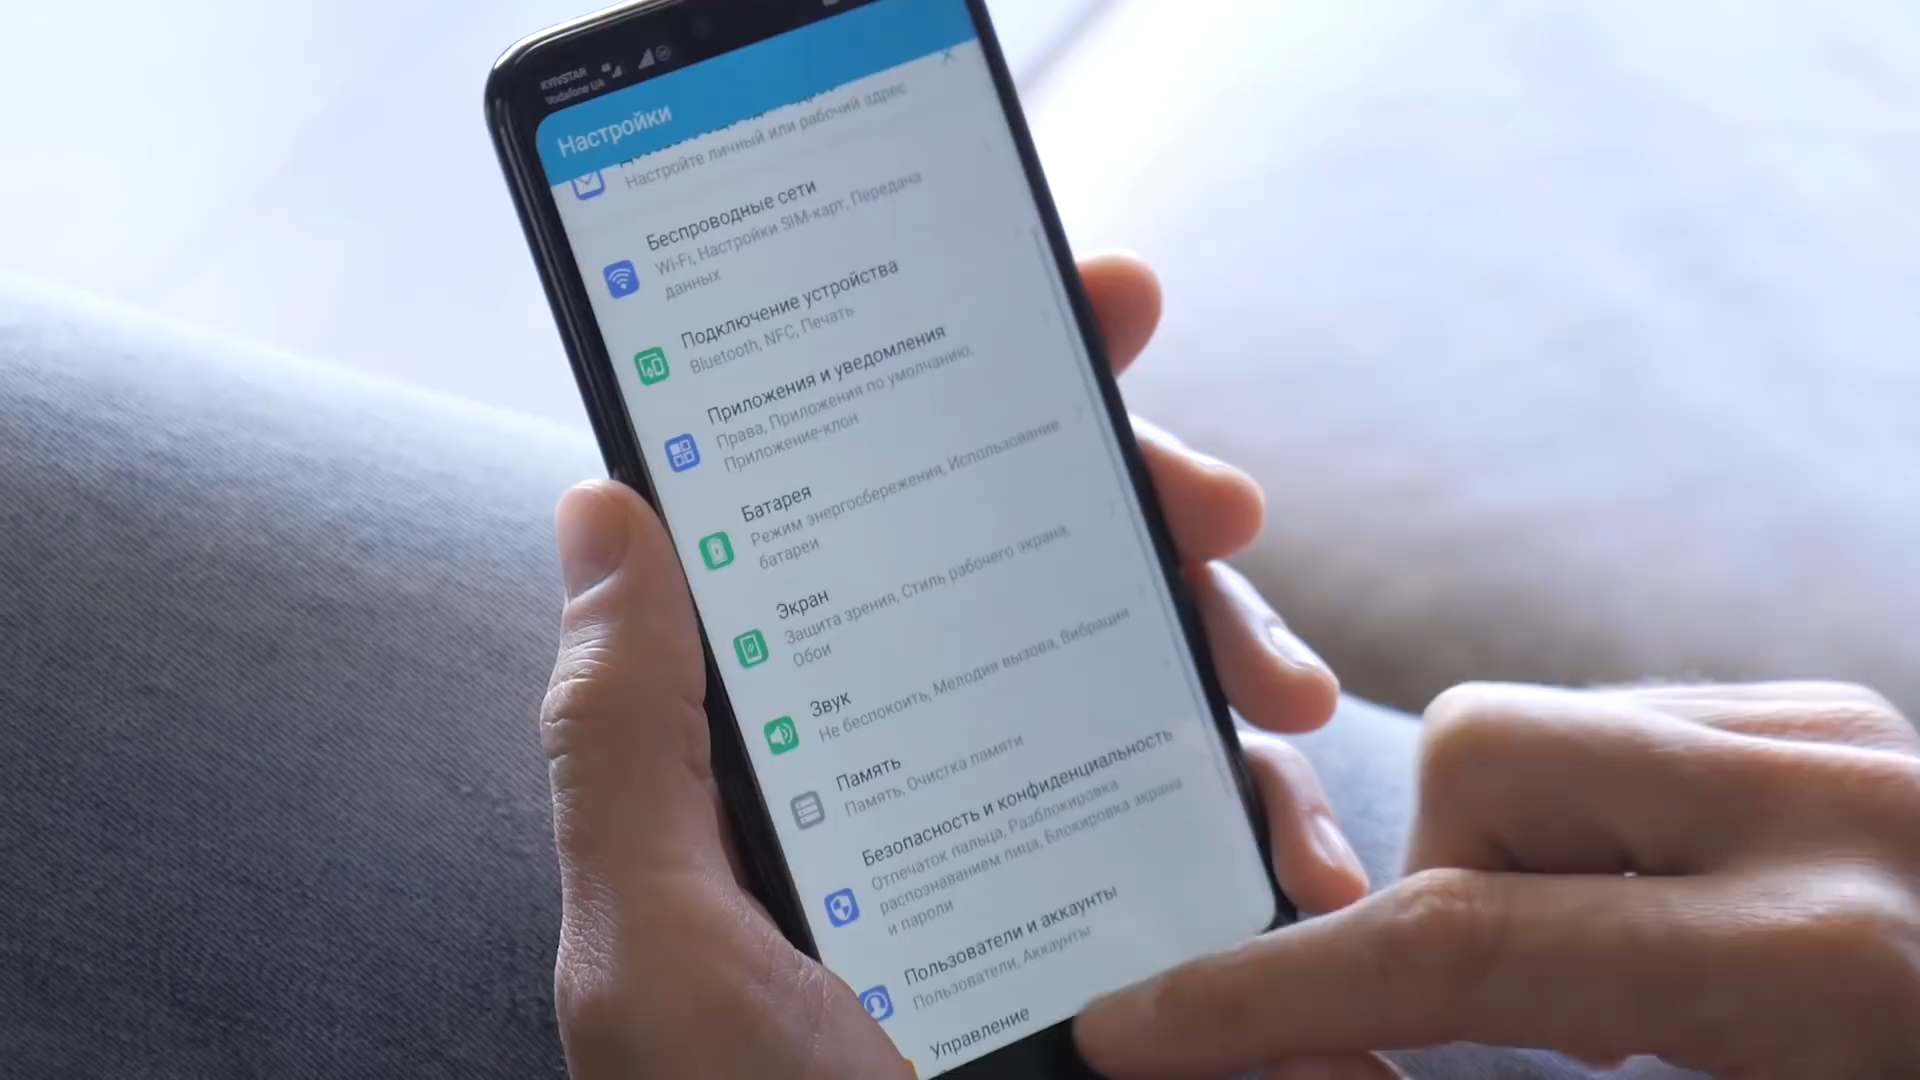 KYIVSTAR
Vodafone UA
Настройки
Настройте личный или рабочий адрес
Беспроводные сети
Wi-Fi, Настройки SIM-карт, Передача
данных
Подключение устройства
Bluetooth, NFC, Печать
Приложения и уведомления
Права, Приложения по умолчанию,
Приложение-клон
Батарея
Режим энергосбережения, Использование
батареи
Экран
Защита зрения, Стиль рабочего экрана,
Обои
Звук
Не беспокоить, Мелодия вызова, Вибрация
Память
Память, Очистка памяти
Безопасность и конфиденциальность
Отпечаток пальца, Разблокировка
распознаванием лица, Блокировка экрана
и пароли
Пользователи и аккаунты
Пользователи, Аккаунты
Управление